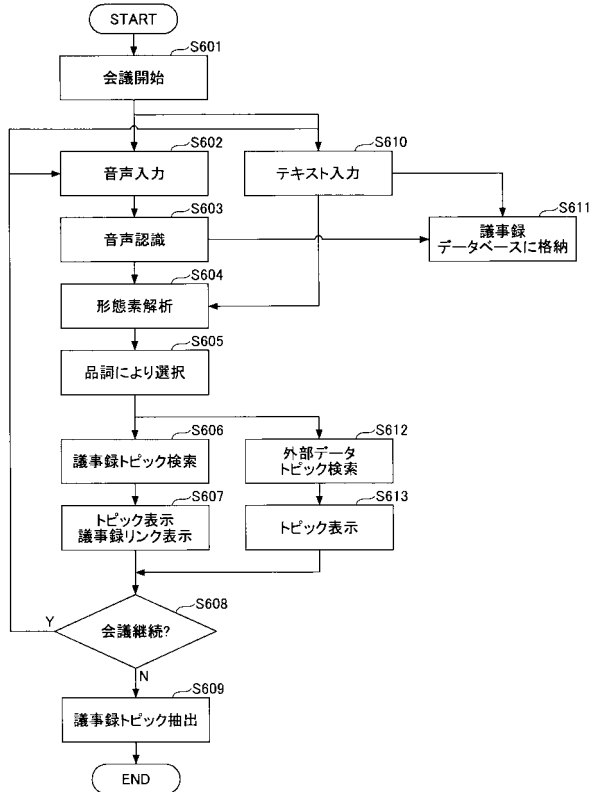 START
S601
会議開始
S602
音声入力
S610
テキスト入力
S603
音声認識
S611
議事録
データベースに格納
S604
形態素解析
S605
品詞により選択
S606
議事録トピック検索
S612
外部データ
トピック検索
S607
トピック表示
議事録リンク表示
S613
トピック表示
S608
会議継続?
Y
N
S609
議事録トピック抽出
END